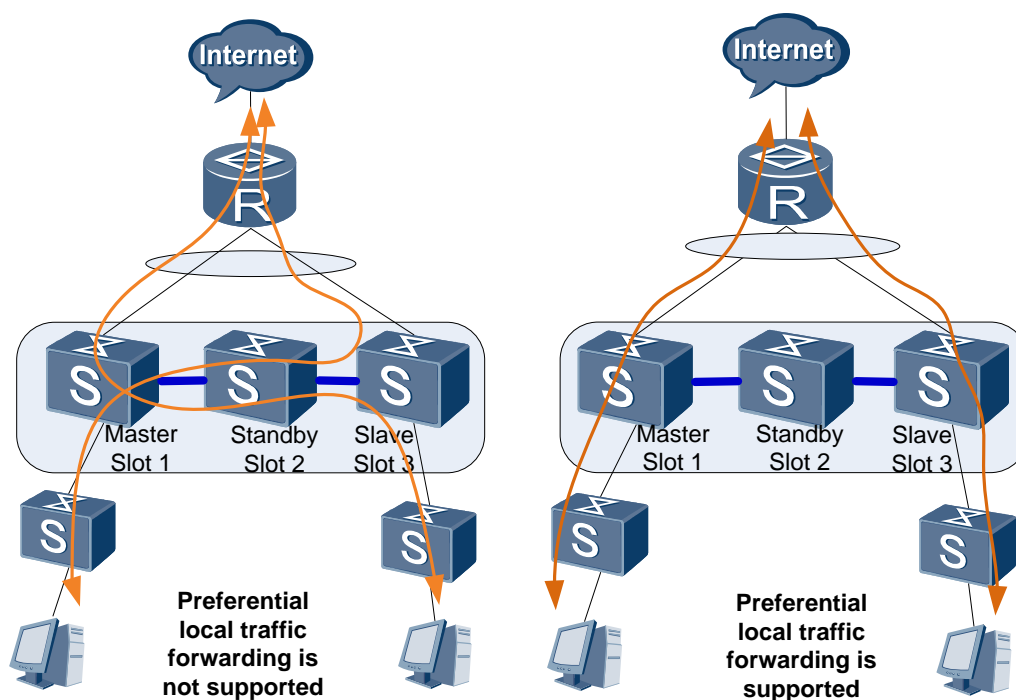 Internet
R
S
S
S
Master
Slot 1
Standby
Slot 2
Slave
Slot 3
S
S
Preferential
local traffic
forwarding is
not supported
Internet
R
S
S
S
Master
Slot 1
Standby
Slot 2
Slave
Slot 3
S
S
Preferential
local traffic
forwarding is
supported